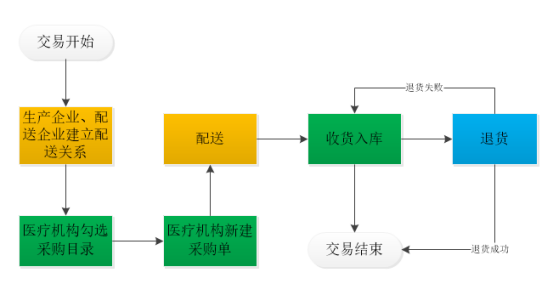 交易开始
退货失败
生产企业、配
送企业建立配
送关系
配送
收货入库
退货
医疗机构勾选
采购目录
医疗机构新建
采购单
交易结束
退货成功